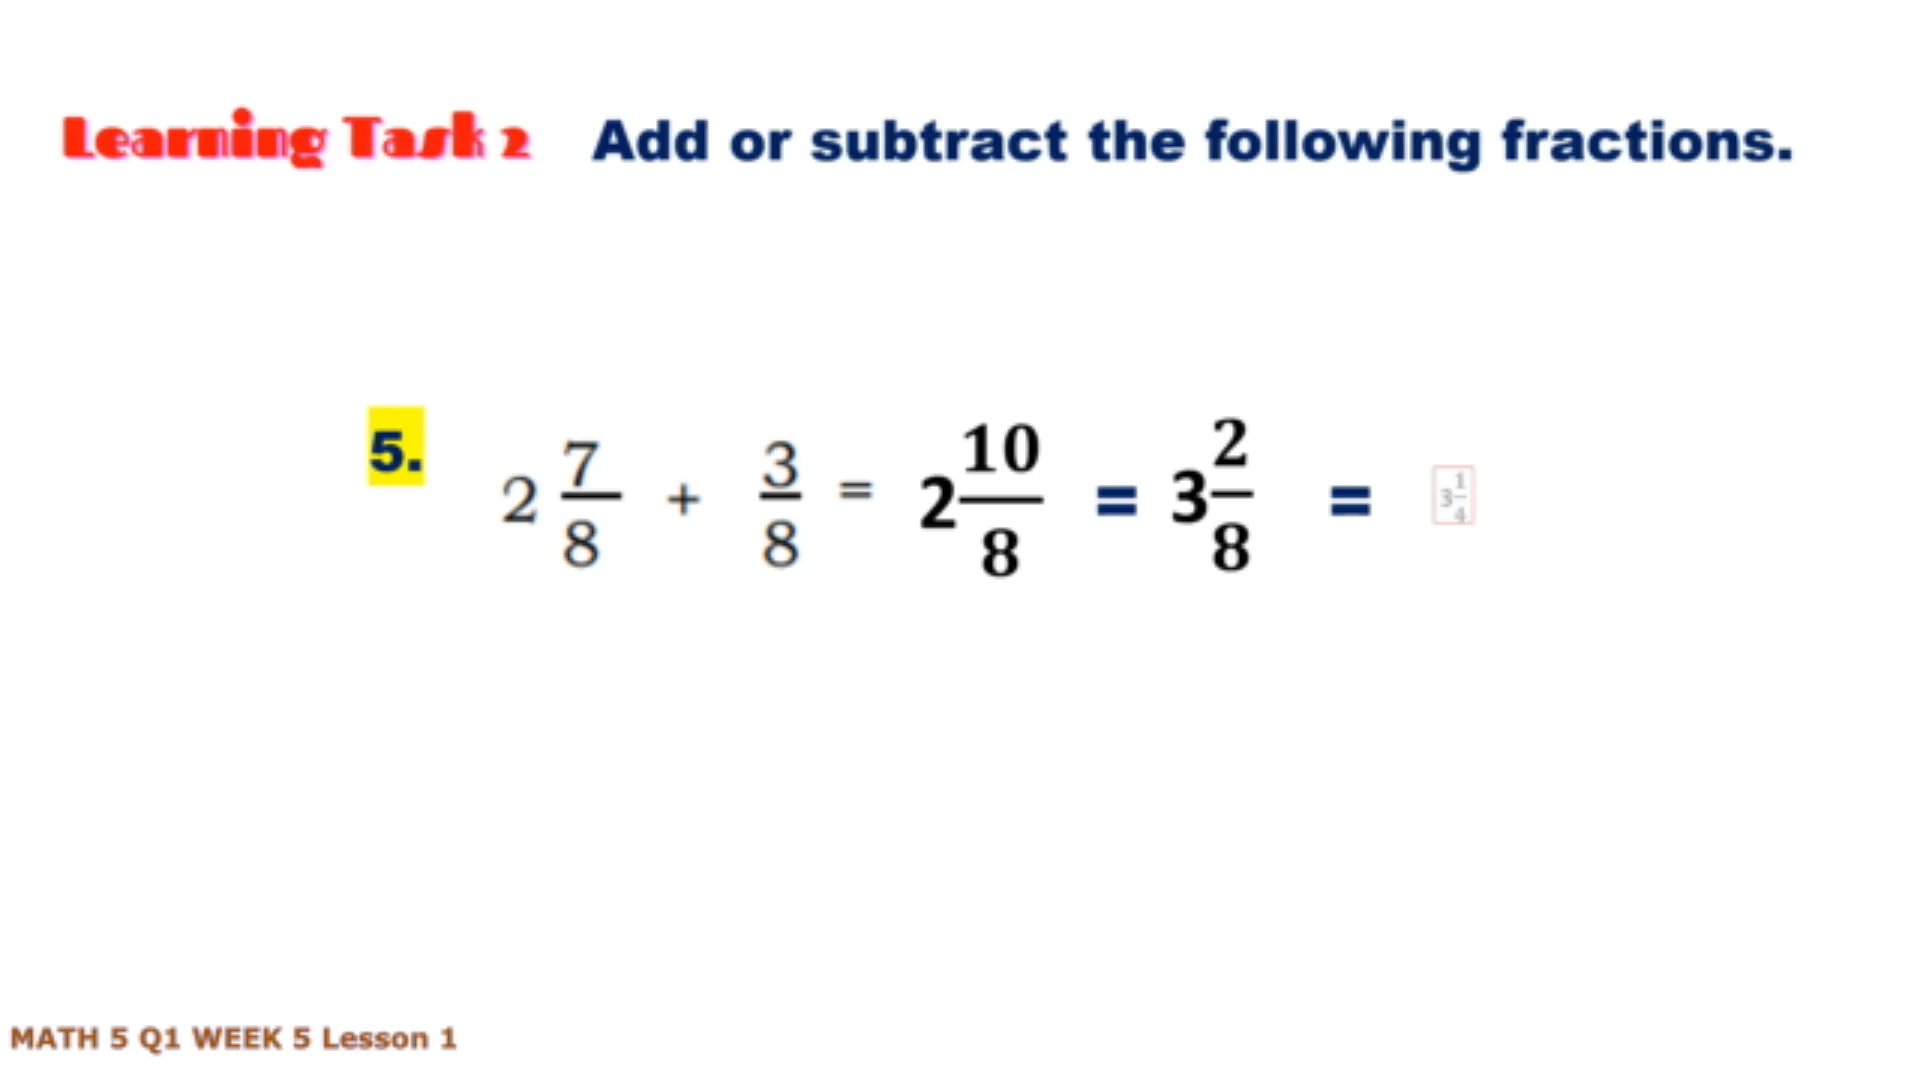 Learning Task 2 Add or subtract the following fractions.
5. 2 7/8 + 3/8 = 2 10/8 = 3 2/8 = 3 1/4
MATH 5 Q1 WEEK 5 Lesson 1